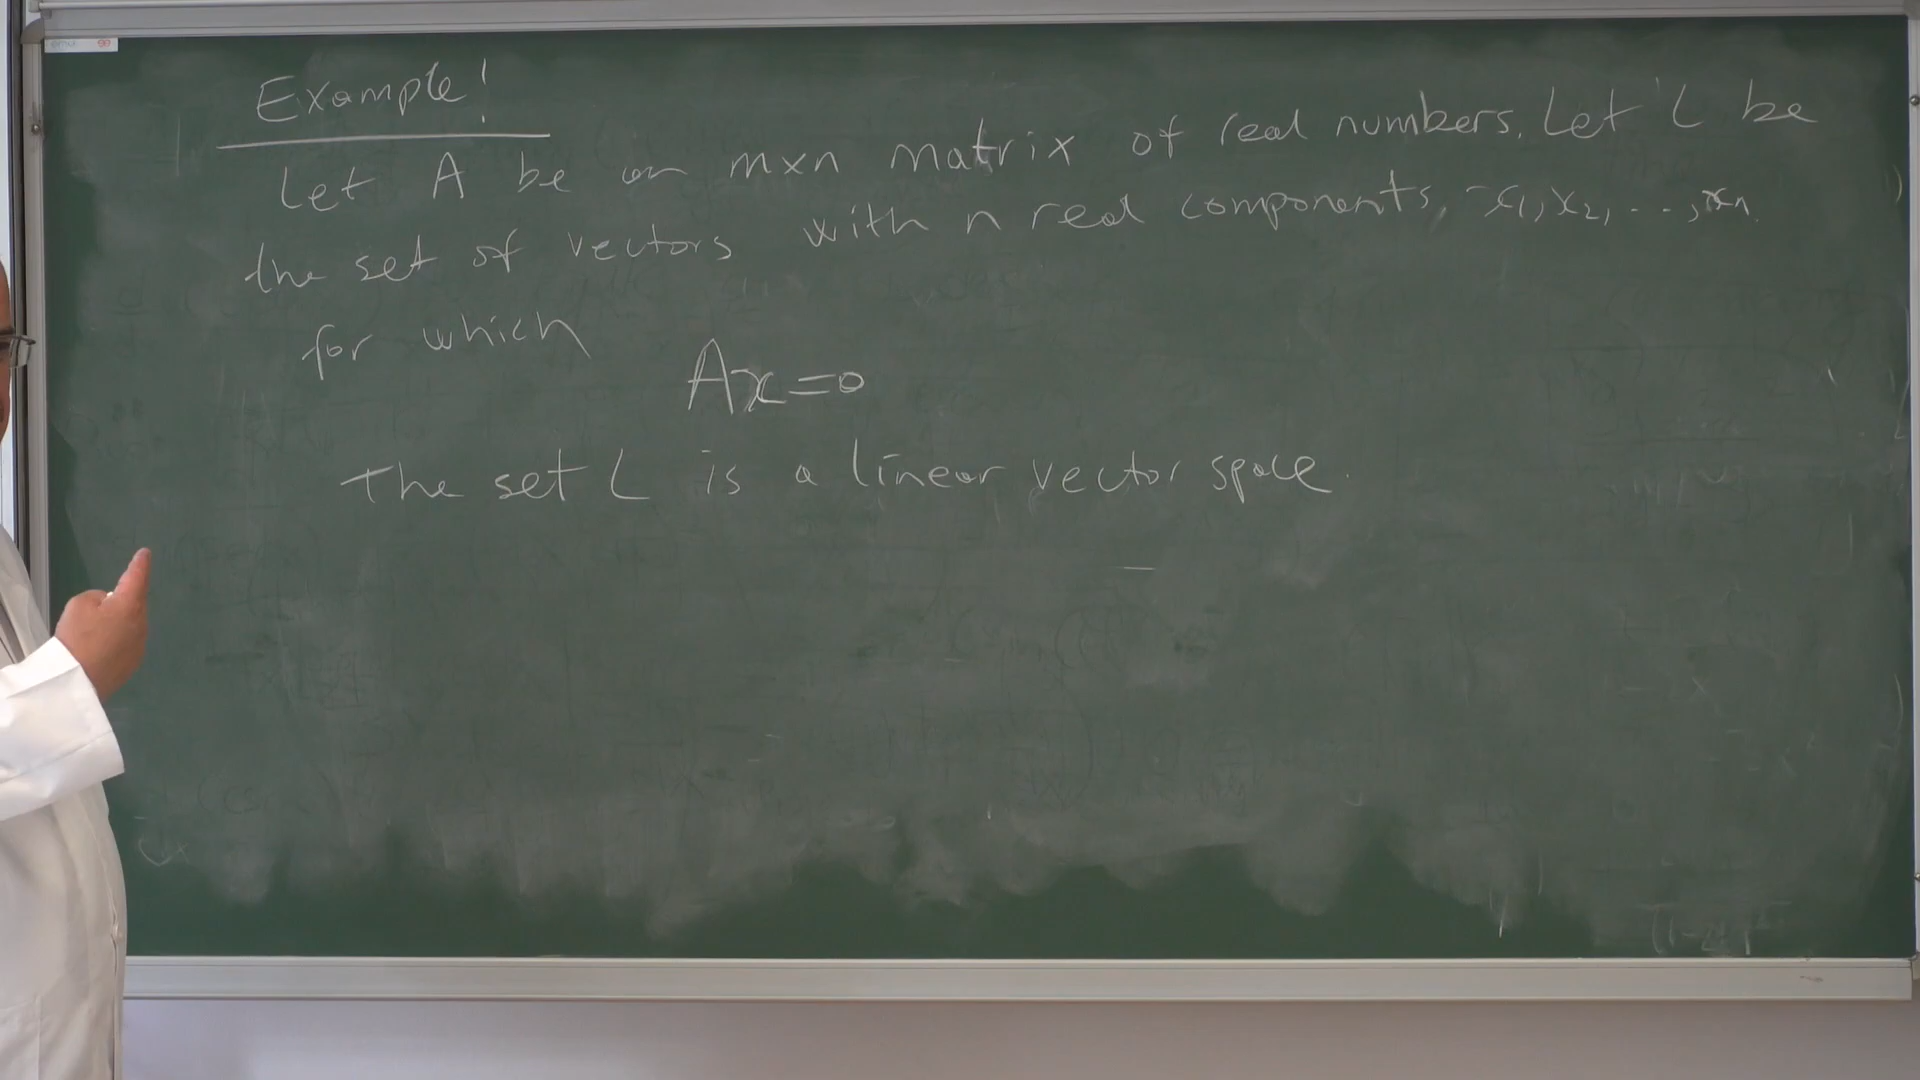 Example!
Let A be an mxn matrix of real numbers. Let L be
the set of vectors with n real components, x₁, x₂, ..., xₙ.
for which
Ax=0
The set L is a linear vector space.